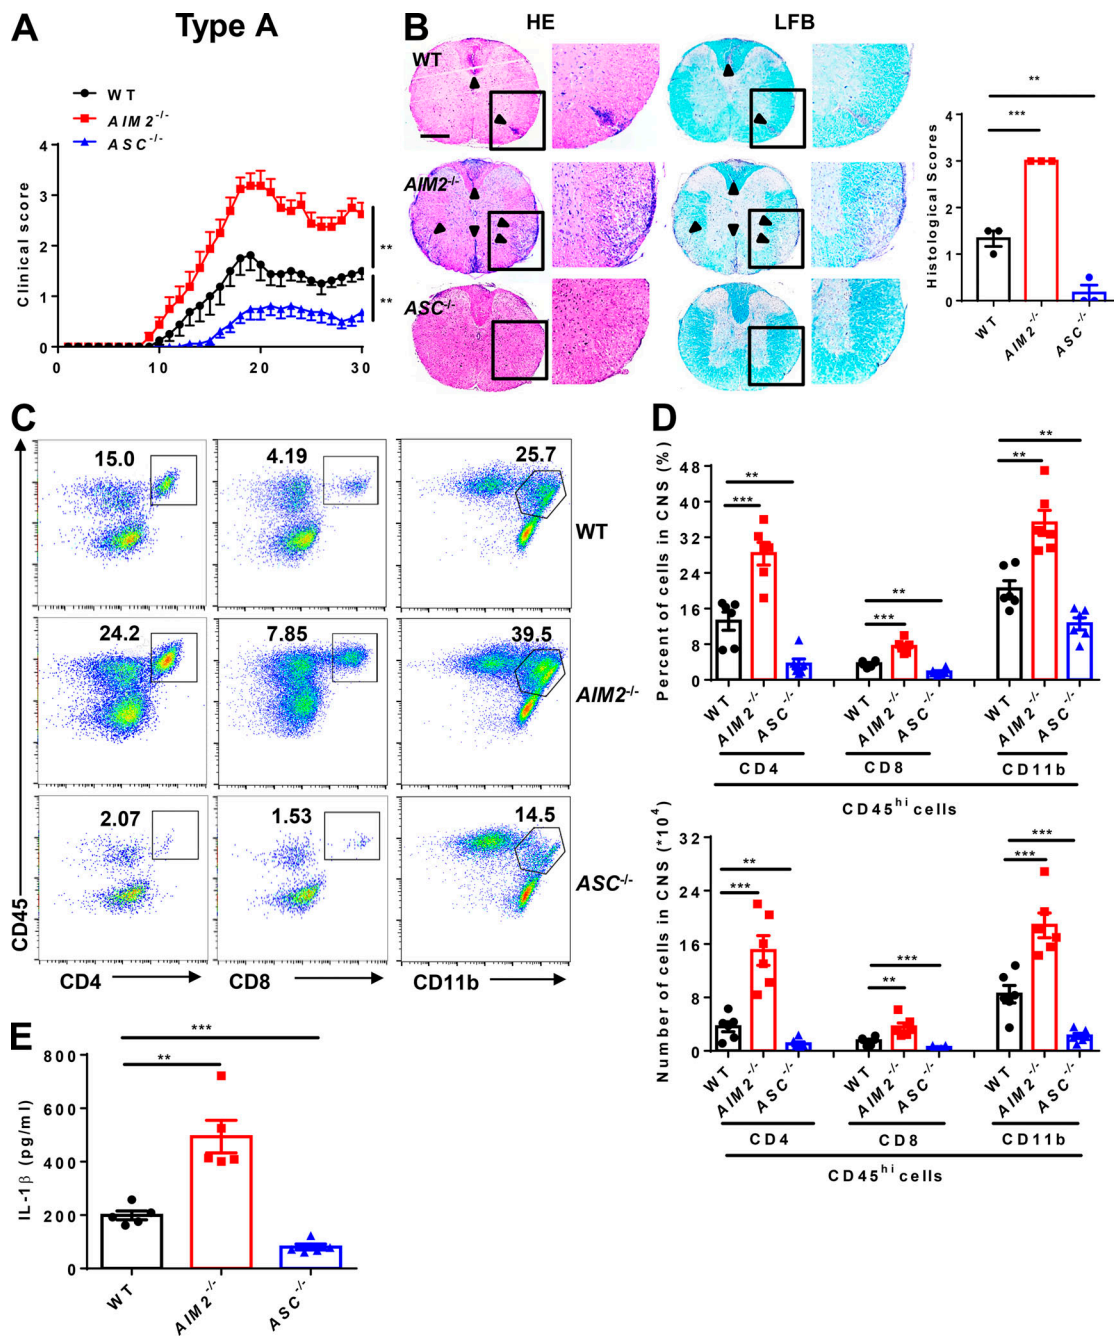 A
Type A
WT
AIM2-/-
ASC-/-
Clinical score
4
3
2
1
0
0
10
20
30
**
**
B
HE
LFB
WT
AIM2-/-
ASC-/-
Histological Scores
4
3
2
1
0
**
***
WT
AIM2-/-
ASC-/-
C
15.0
4.19
25.7
WT
24.2
7.85
39.5
AIM2-/-
2.07
1.53
14.5
ASC-/-
CD45
CD4
CD8
CD11b
D
Percent of cells in CNS (%)
48
40
32
24
16
8
0
**
***
**
***
**
**
WT
AIM2-/-
ASC-/-
WT
AIM2-/-
ASC-/-
WT
AIM2-/-
ASC-/-
CD4
CD8
CD11b
CD45hi cells
Number of cells in CNS (*10⁴)
32
24
16
8
0
**
***
***
**
***
***
WT
AIM2-/-
ASC-/-
WT
AIM2-/-
ASC-/-
WT
AIM2-/-
ASC-/-
CD4
CD8
CD11b
CD45hi cells
E
IL-1β (pg/ml)
800
600
400
200
0
***
**
WT
AIM2-/-
ASC-/-